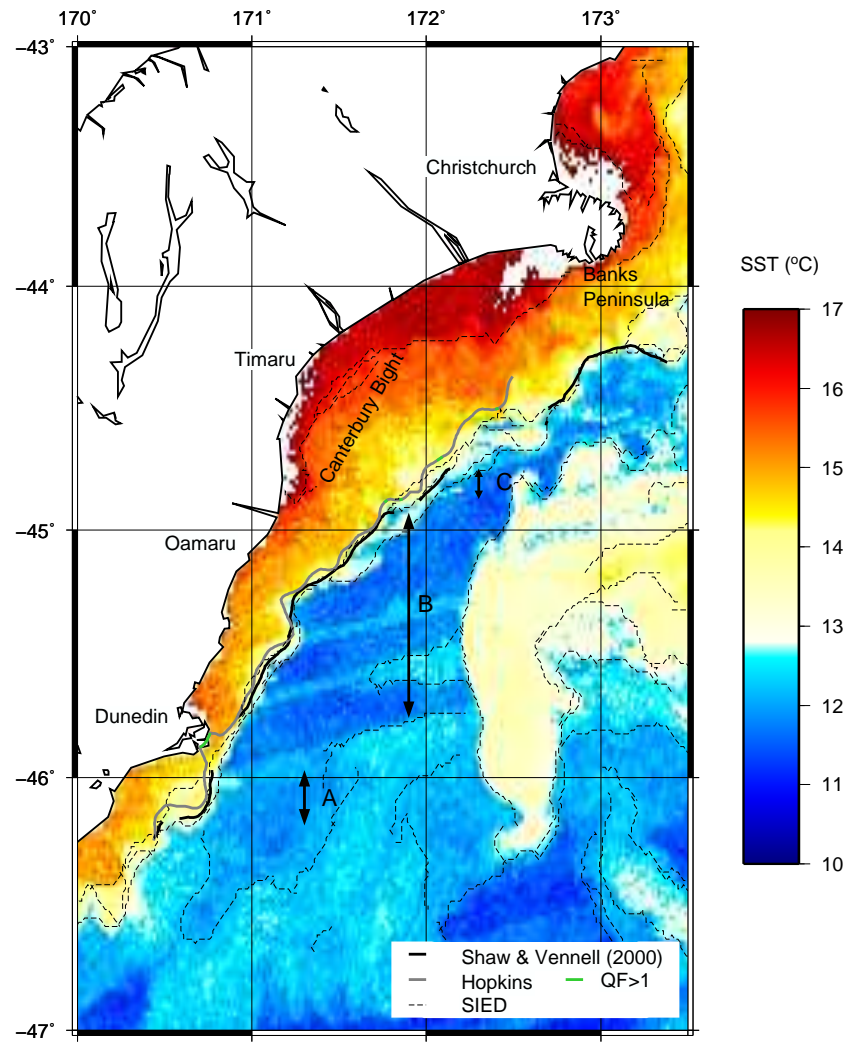 170° 171° 172° 173°
−43°
Christchurch
SST (ºC)
Banks
Peninsula
−44°
17
Timaru
16
Canterbury Bight
15
C
−45°
Oamaru
14
B
13
12
Dunedin
−46°
A
11
10
Shaw & Vennell (2000)
Hopkins QF>1
SIED
−47°